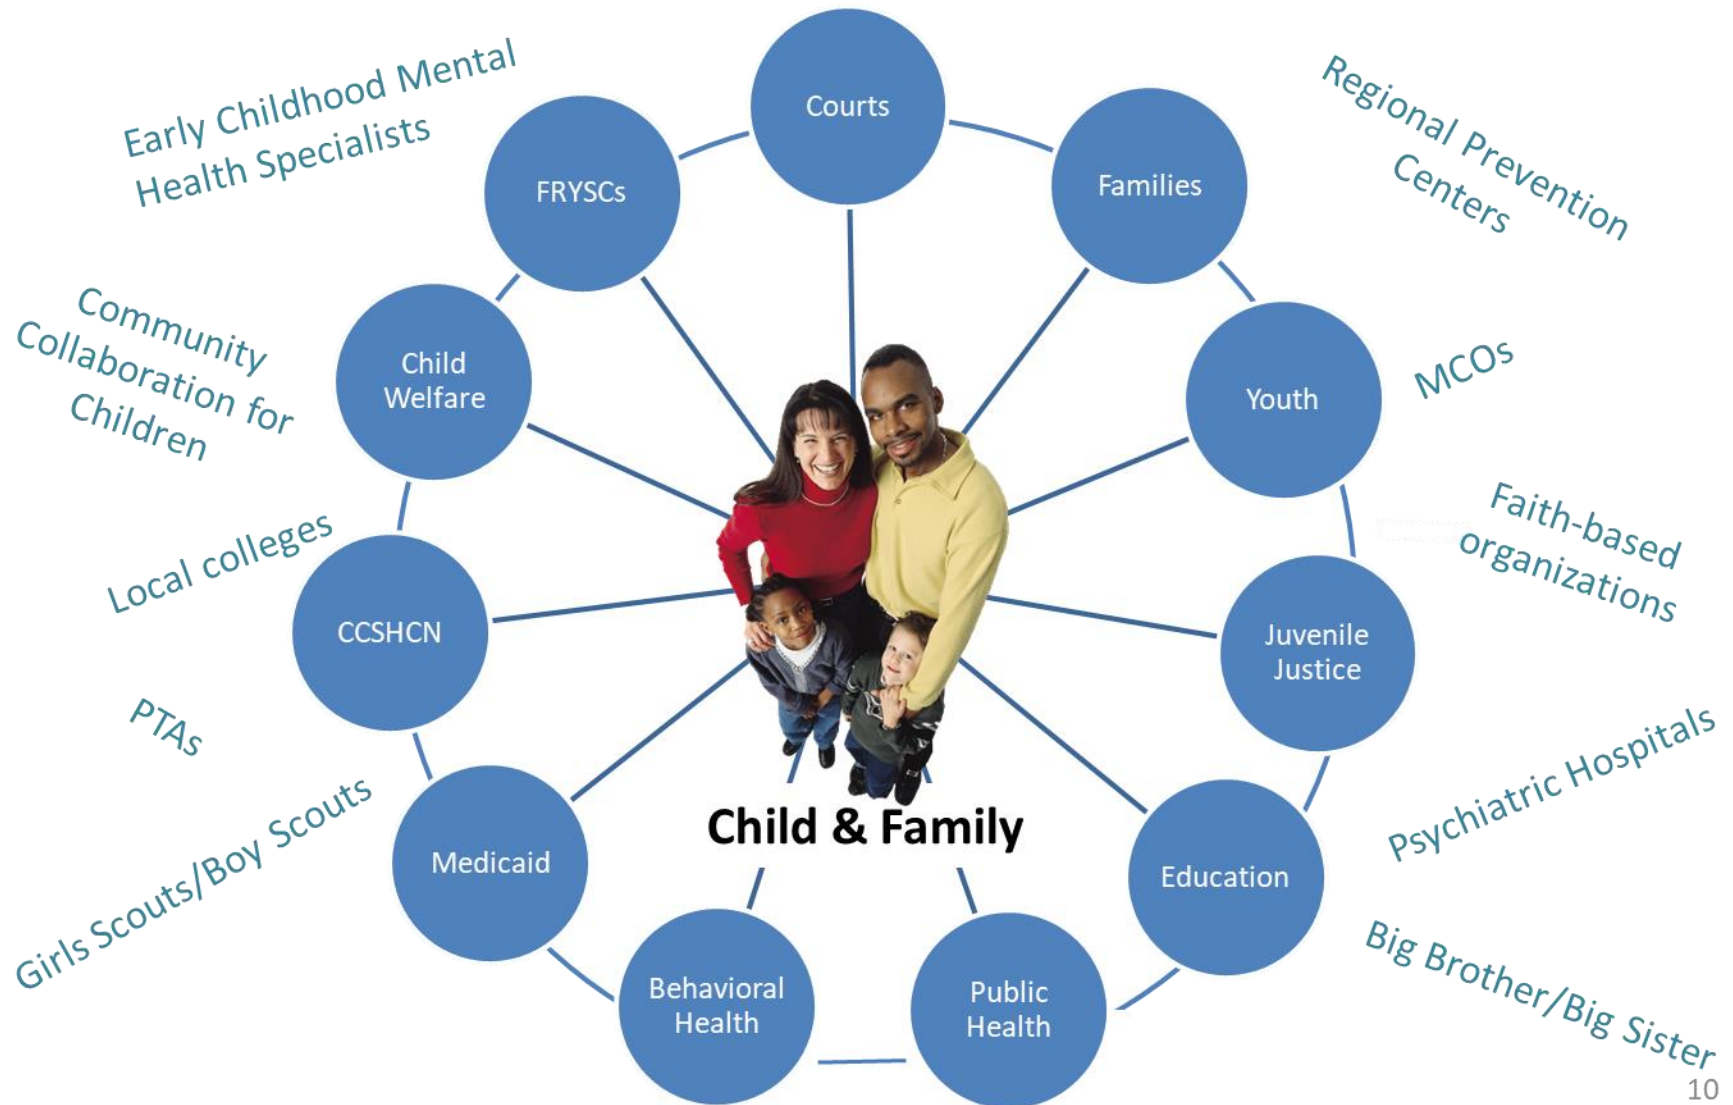 Early Childhood Mental
Health Specialists
Courts
Regional Prevention
Centers
FRYSCs
Families
Community
Collaboration for
Children
Child
Welfare
Youth
MCOs
Local colleges
Faith-based
organizations
CCSHCN
Juvenile
Justice
PTAs
Psychiatric Hospitals
Girls Scouts/Boy Scouts
Child & Family
Medicaid
Education
Big Brother/Big Sister
Behavioral
Health
Public
Health
10